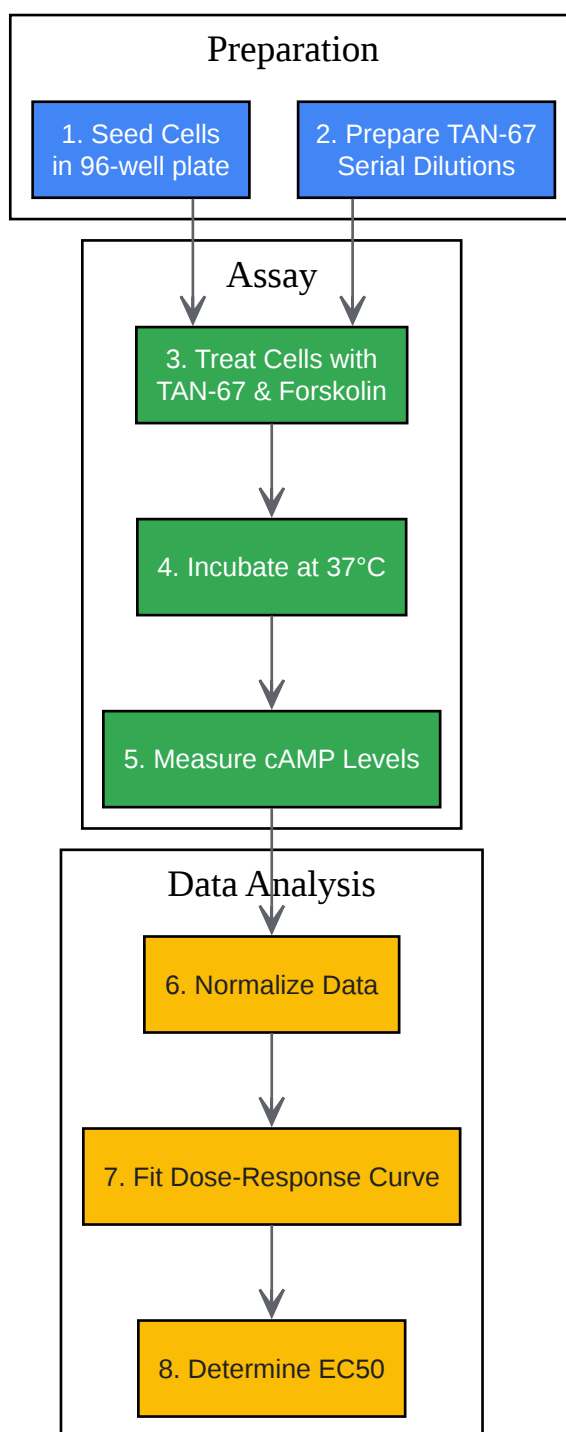 Preparation
1. Seed Cells
in 96-well plate
2. Prepare TAN-67
Serial Dilutions
Assay
3. Treat Cells with
TAN-67 & Forskolin
4. Incubate at 37°C
5. Measure cAMP Levels
Data Analysis
6. Normalize Data
7. Fit Dose-Response Curve
8. Determine EC50